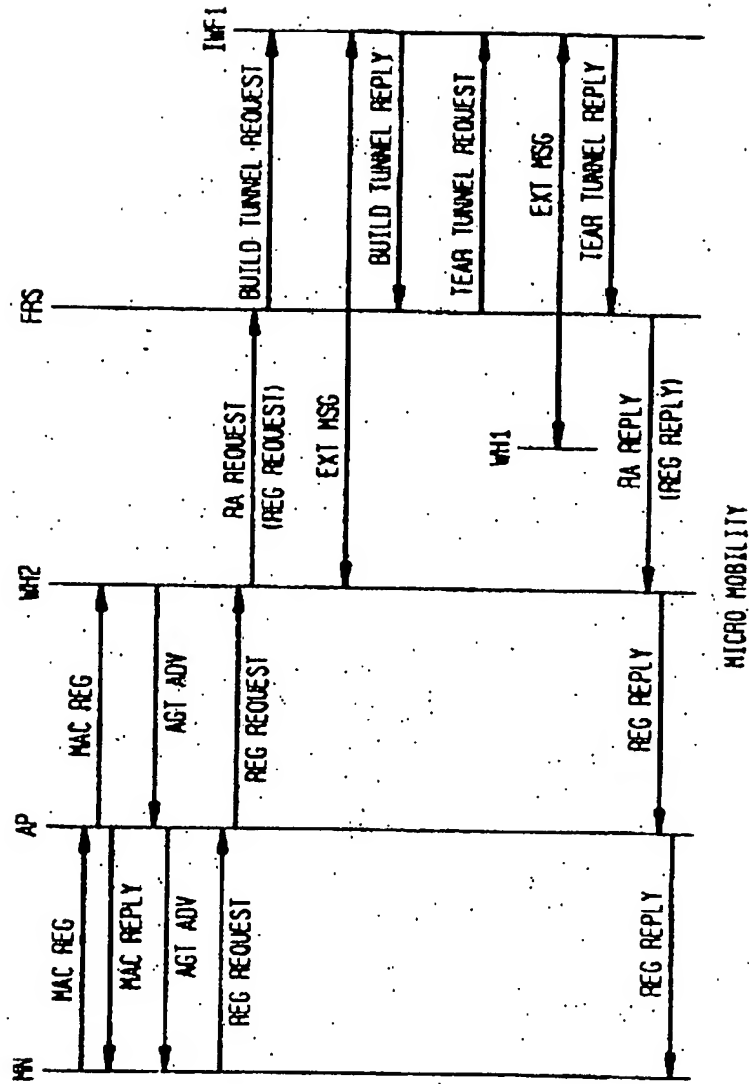 MN
AP
WH2
FRS
IWF1
MAC REG
MAC REPLY
AGT ADV
REG REQUEST
MAC REG
AGT ADV
REG REQUEST
RA REQUEST
(REG REQUEST)
BUILD TUNNEL REQUEST
EXT MSG
BUILD TUNNEL REPLY
TEAR TUNNEL REQUEST
WH1
EXT MSG
TEAR TUNNEL REPLY
RA REPLY
(REG REPLY)
REG REPLY
REG REPLY
MICRO MOBILITY